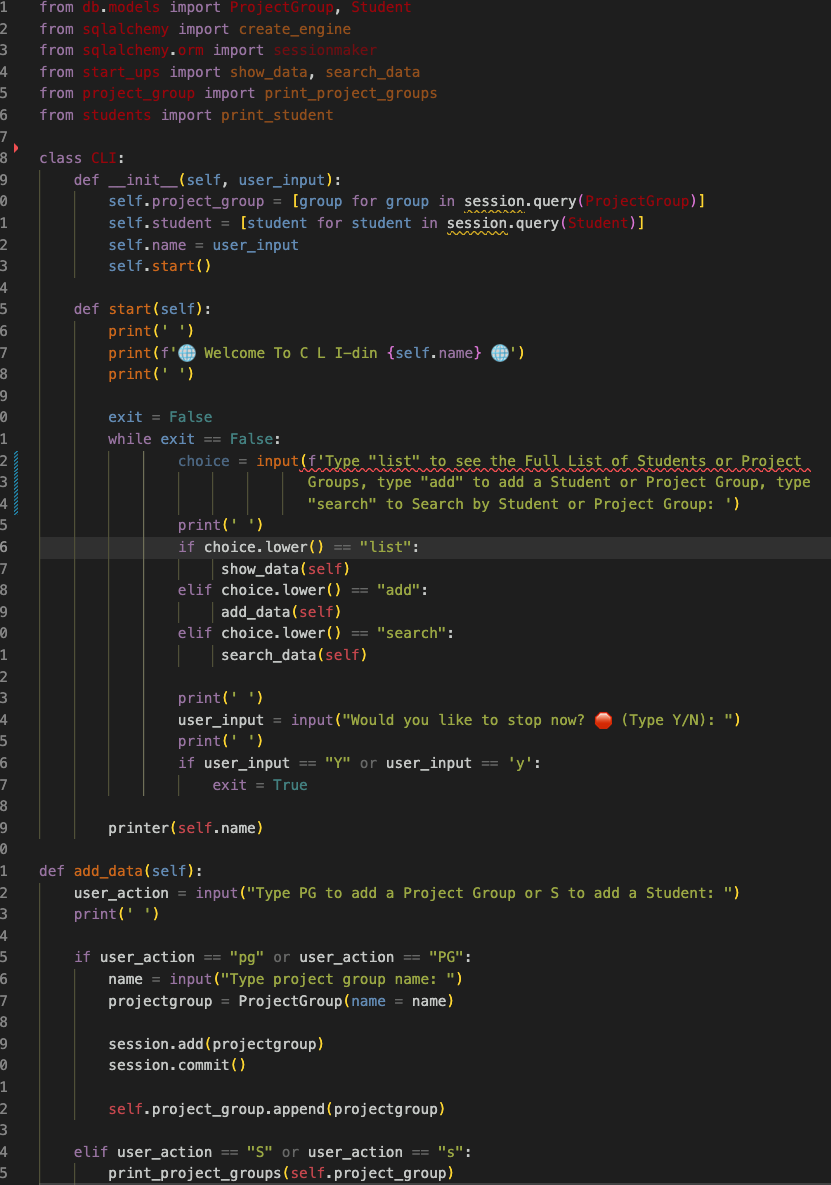 1 from db.models import ProjectGroup, Student
2 from sqlalchemy import create_engine
3 from sqlalchemy.orm import sessionmaker
4 from start_ups import show_data, search_data
5 from project_group import print_project_groups
6 from students import print_student
7
8 class CLI:
9 def __init__(self, user_input):
0 self.project_group = [group for group in session.query(ProjectGroup)]
1 self.student = [student for student in session.query(Student)]
2 self.name = user_input
3 self.start()
4
5 def start(self):
6 print(' ')
7 print(f'🌐 Welcome To C L I-din {self.name} 🌐')
8 print(' ')
9
0 exit = False
1 while exit == False:
2 choice = input(f'Type "list" to see the Full List of Students or Project
3 Groups, type "add" to add a Student or Project Group, type
4 "search" to Search by Student or Project Group: ')
5 print(' ')
6 if choice.lower() == "list":
7 show_data(self)
8 elif choice.lower() == "add":
9 add_data(self)
0 elif choice.lower() == "search":
1 search_data(self)
2
3 print(' ')
4 user_input = input("Would you like to stop now? 🛑 (Type Y/N): ")
5 print(' ')
6 if user_input == "Y" or user_input == 'y':
7 exit = True
8
9 printer(self.name)
0
1 def add_data(self):
2 user_action = input("Type PG to add a Project Group or S to add a Student: ")
3 print(' ')
4
5 if user_action == "pg" or user_action == "PG":
6 name = input("Type project group name: ")
7 projectgroup = ProjectGroup(name = name)
8
9 session.add(projectgroup)
0 session.commit()
1
2 self.project_group.append(projectgroup)
3
4 elif user_action == "S" or user_action == "s":
5 print_project_groups(self.project_group)